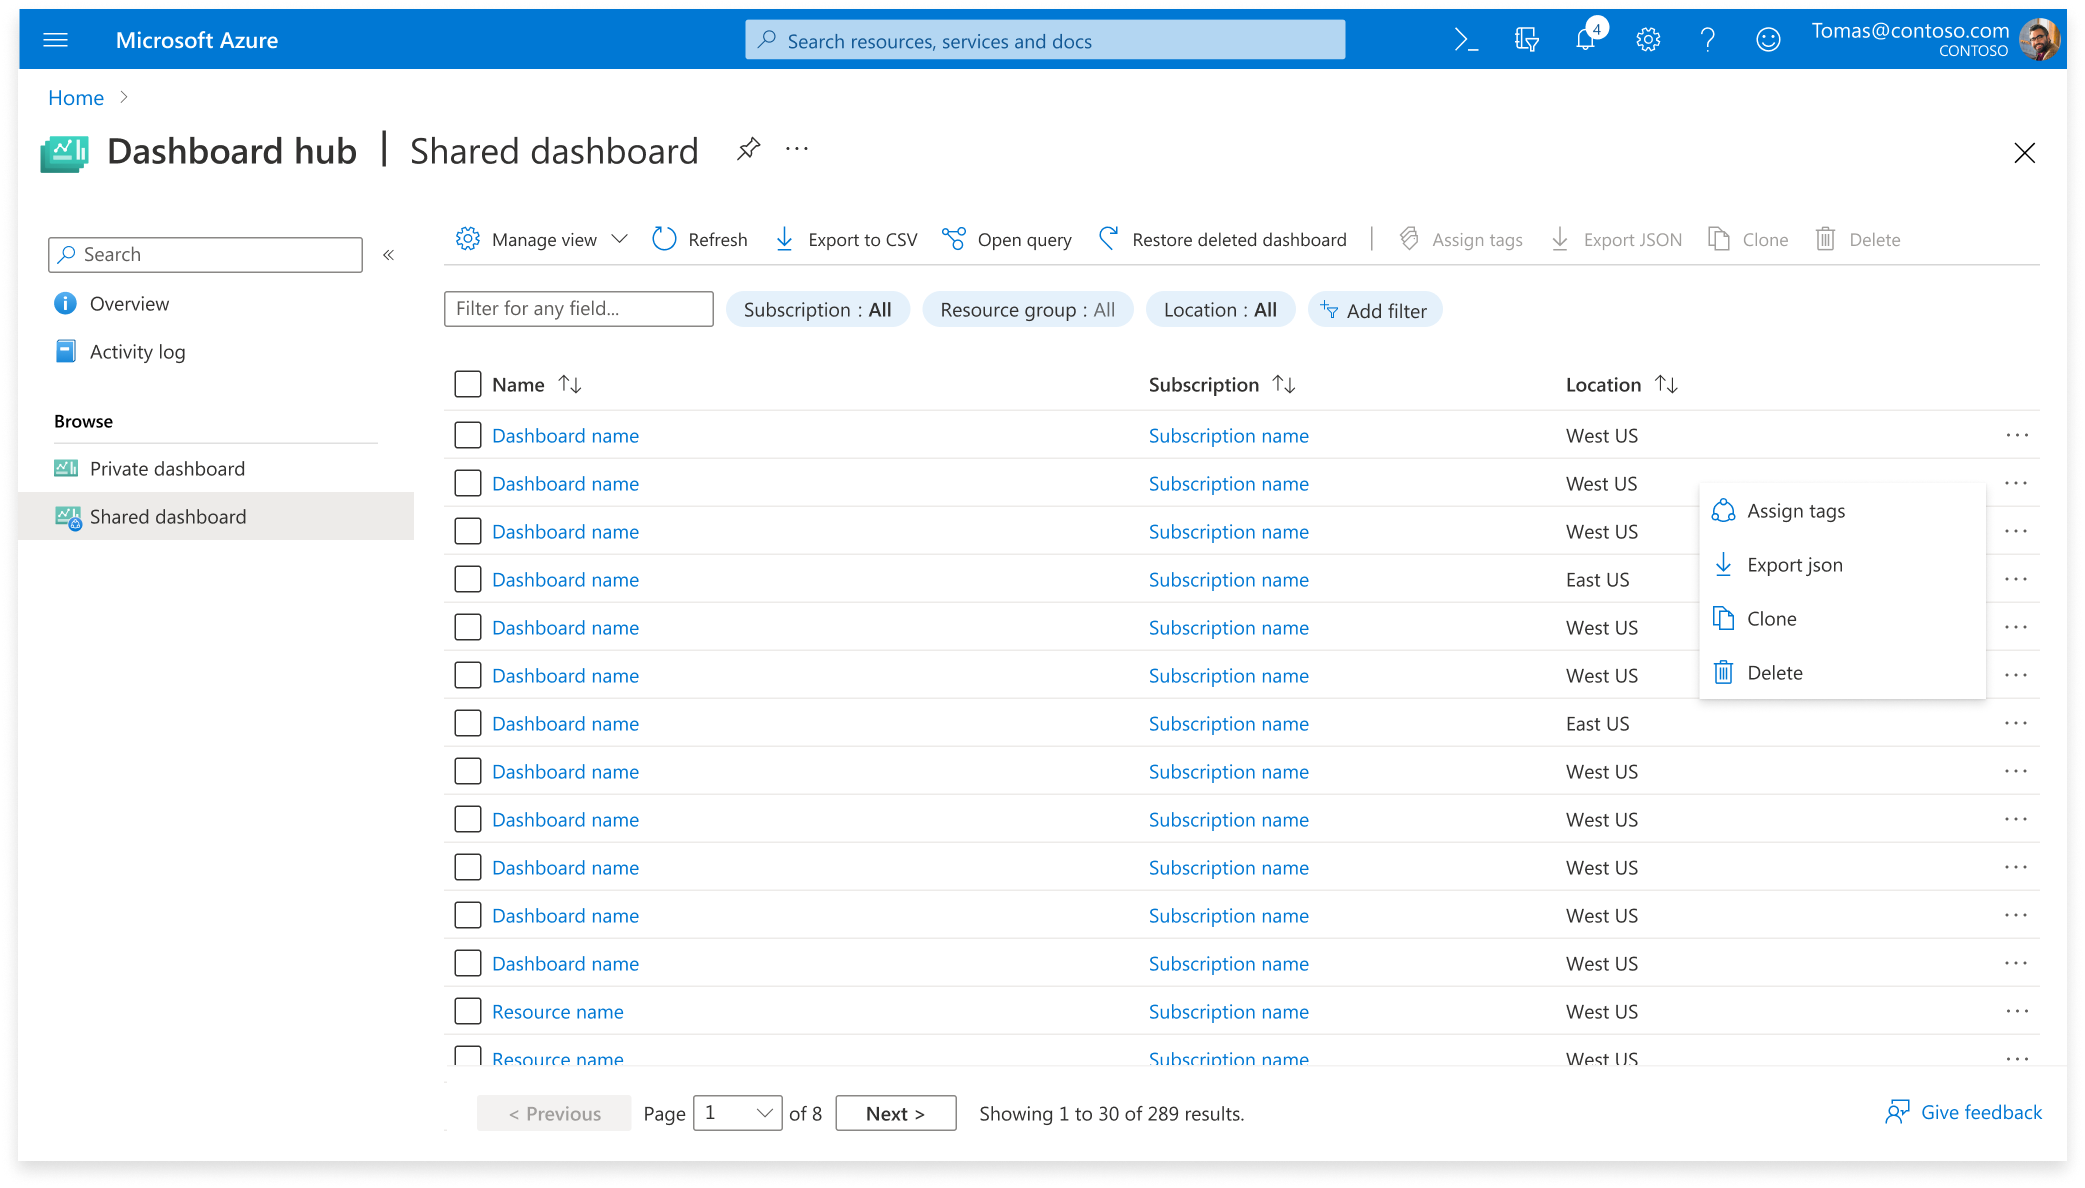 Microsoft Azure
Search resources, services and docs
4
Tomas@contoso.com
CONTOSO
Home
Dashboard hub | Shared dashboard
Search
Overview
Activity log
Browse
Private dashboard
Shared dashboard
Manage view Refresh Export to CSV Open query Restore deleted dashboard | Assign tags Export JSON Clone Delete
Filter for any field... Subscription : All Resource group : All Location : All Add filter
Name Subscription Location
Dashboard name Subscription name West US
Dashboard name Subscription name West US
Dashboard name Subscription name West US
Dashboard name Subscription name East US
Dashboard name Subscription name West US
Dashboard name Subscription name West US
Dashboard name Subscription name East US
Dashboard name Subscription name West US
Dashboard name Subscription name West US
Dashboard name Subscription name West US
Dashboard name Subscription name West US
Dashboard name Subscription name West US
Resource name Subscription name West US
Resource name Subscription name West US
Assign tags
Export json
Clone
Delete
< Previous Page 1 of 8 Next > Showing 1 to 30 of 289 results.
Give feedback